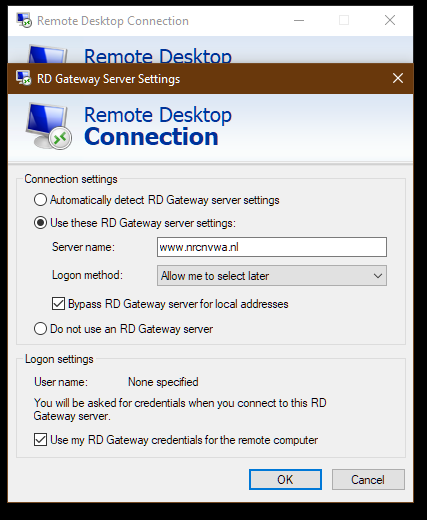 Remote Desktop Connection
Remote Desktop
RD Gateway Server Settings
Remote Desktop
Connection
Connection settings
Automatically detect RD Gateway server settings
Use these RD Gateway server settings:
Server name: www.nrcnvwa.nl
Logon method: Allow me to select later
Bypass RD Gateway server for local addresses
Do not use an RD Gateway server
Logon settings
User name: None specified
You will be asked for credentials when you connect to this RD
Gateway server.
Use my RD Gateway credentials for the remote computer
OK Cancel